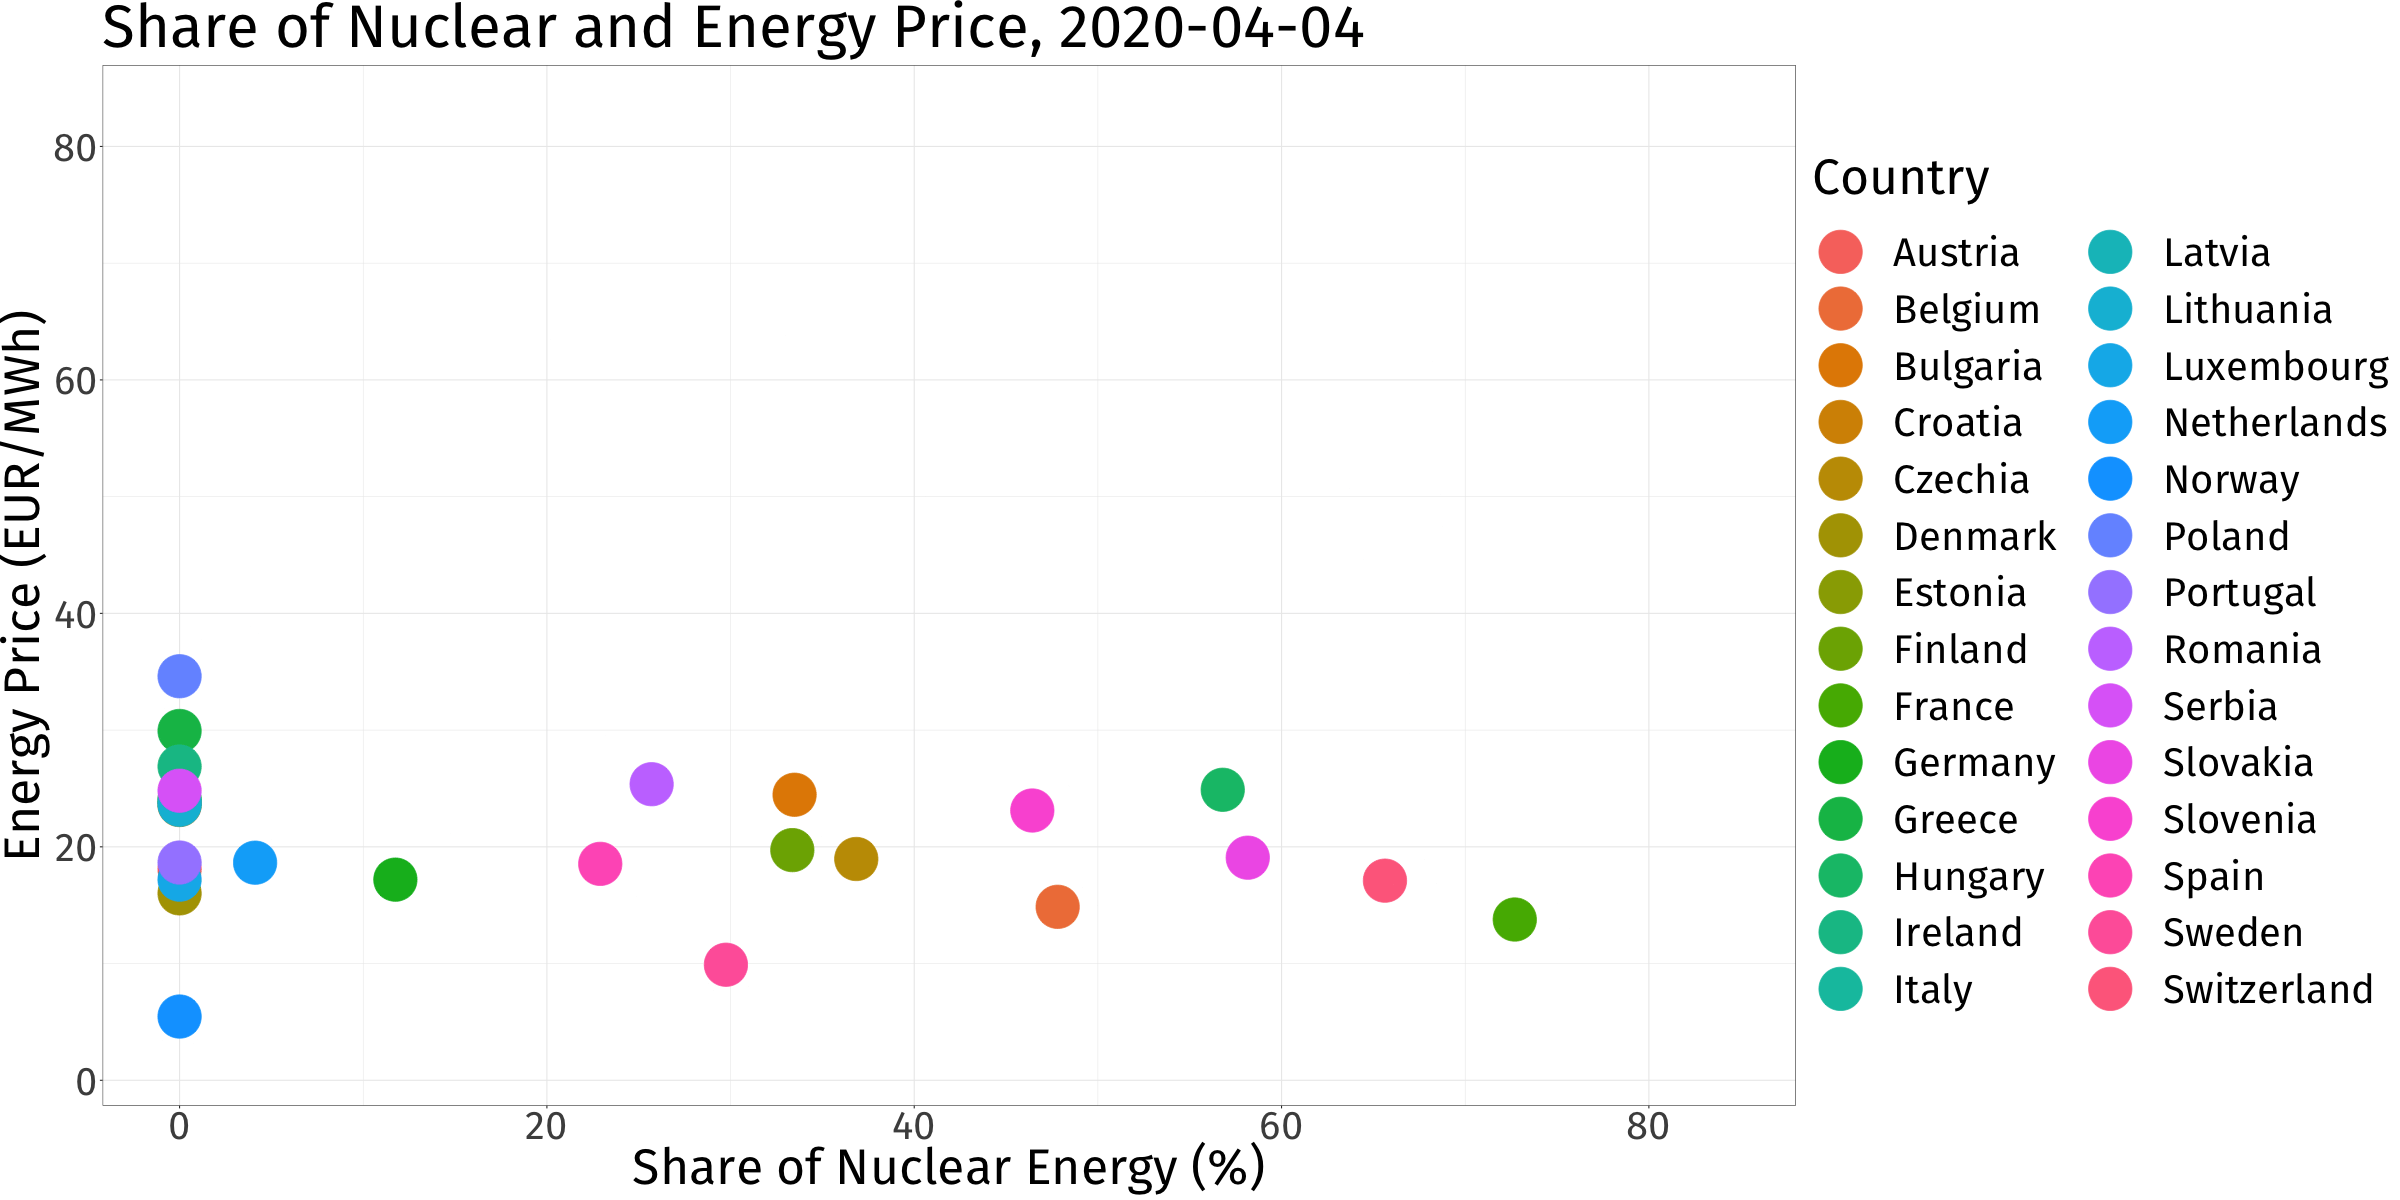 Share of Nuclear and Energy Price, 2020-04-04
Energy Price (EUR/MWh)
80
60
40
20
0
0 20 40 60 80
Share of Nuclear Energy (%)
Country
Austria
Belgium
Bulgaria
Croatia
Czechia
Denmark
Estonia
Finland
France
Germany
Greece
Hungary
Ireland
Italy
Latvia
Lithuania
Luxembourg
Netherlands
Norway
Poland
Portugal
Romania
Serbia
Slovakia
Slovenia
Spain
Sweden
Switzerland